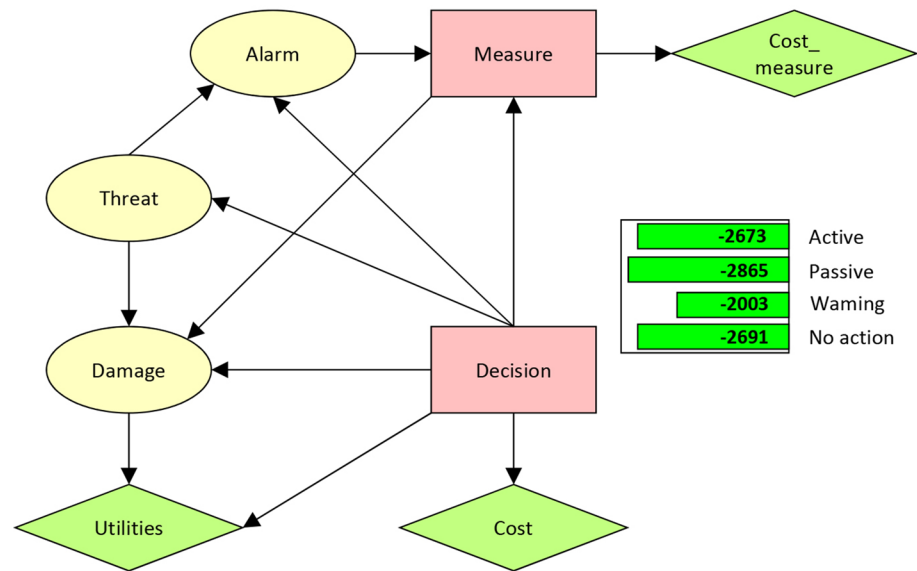 Alarm
Measure
Cost_
measure
Threat
-2673 Active
-2865 Passive
-2003 Waming
-2691 No action
Damage
Decision
Utilities
Cost